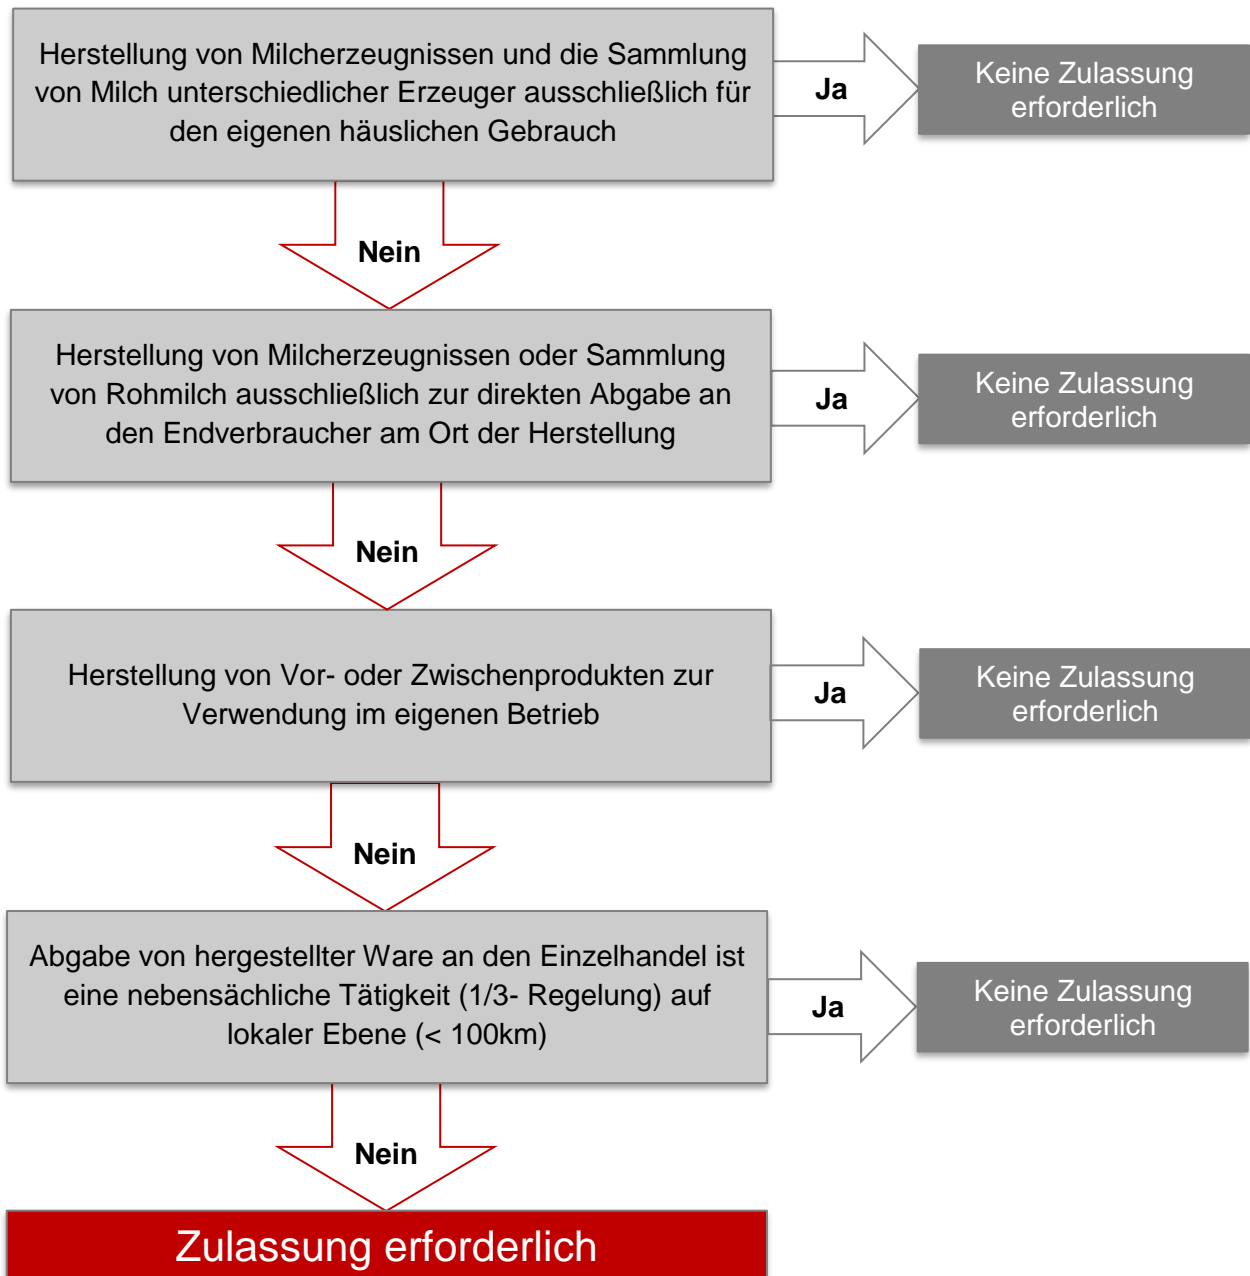 Herstellung von Milcherzeugnissen und die Sammlung
von Milch unterschiedlicher Erzeuger ausschließlich für
den eigenen häuslichen Gebrauch
Ja
Keine Zulassung
erforderlich
Nein
Herstellung von Milcherzeugnissen oder Sammlung
von Rohmilch ausschließlich zur direkten Abgabe an
den Endverbraucher am Ort der Herstellung
Ja
Keine Zulassung
erforderlich
Nein
Herstellung von Vor- oder Zwischenprodukten zur
Verwendung im eigenen Betrieb
Ja
Keine Zulassung
erforderlich
Nein
Abgabe von hergestellter Ware an den Einzelhandel ist
eine nebensächliche Tätigkeit (1/3- Regelung) auf
lokaler Ebene (< 100km)
Ja
Keine Zulassung
erforderlich
Nein
Zulassung erforderlich